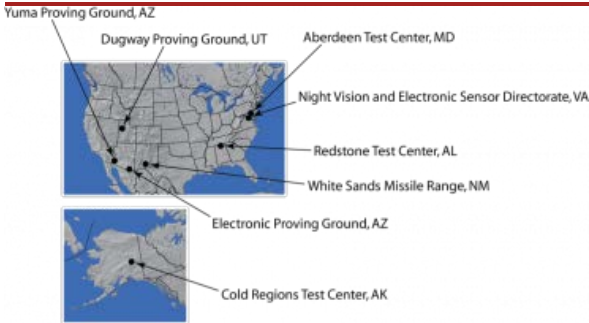 Yuma Proving Ground, AZ
Dugway Proving Ground, UT
Aberdeen Test Center, MD
Night Vision and Electronic Sensor Directorate, VA
Redstone Test Center, AL
White Sands Missile Range, NM
Electronic Proving Ground, AZ
Cold Regions Test Center, AK